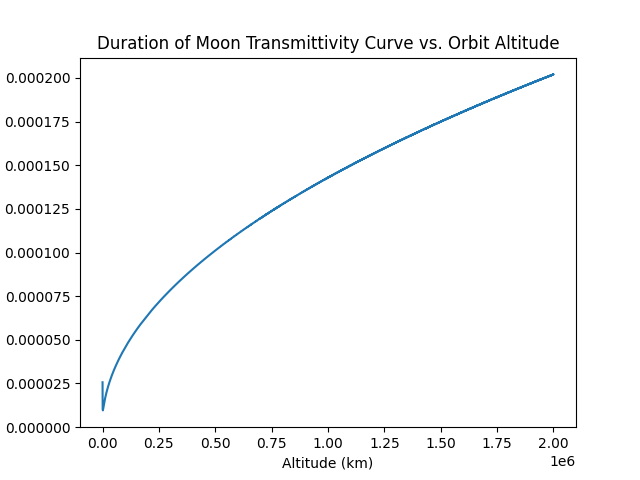 Duration of Moon Transmittivity Curve vs. Orbit Altitude
0.000200
0.000175
0.000150
0.000125
0.000100
0.000075
0.000050
0.000025
0.000000
0.00 0.25 0.50 0.75 1.00 1.25 1.50 1.75 2.00
Altitude (km)
1e6